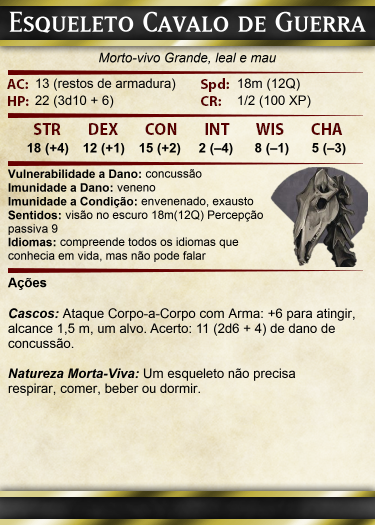 Esqueleto Cavalo de Guerra
Morto-vivo Grande, leal e mau
AC: 13 (restos de armadura) Spd: 18m (12Q)
HP: 22 (3d10 + 6) CR: 1/2 (100 XP)
STR DEX CON INT WIS CHA
18 (+4) 12 (+1) 15 (+2) 2 (–4) 8 (–1) 5 (–3)
Vulnerabilidade a Dano: concussão
Imunidade a Dano: veneno
Imunidade a Condição: envenenado, exausto
Sentidos: visão no escuro 18m(12Q) Percepção
passiva 9
Idiomas: compreende todos os idiomas que
conhecia em vida, mas não pode falar
Ações
Cascos: Ataque Corpo-a-Corpo com Arma: +6 para atingir,
alcance 1,5 m, um alvo. Acerto: 11 (2d6 + 4) de dano de
concussão.
Natureza Morta-Viva: Um esqueleto não precisa
respirar, comer, beber ou dormir.